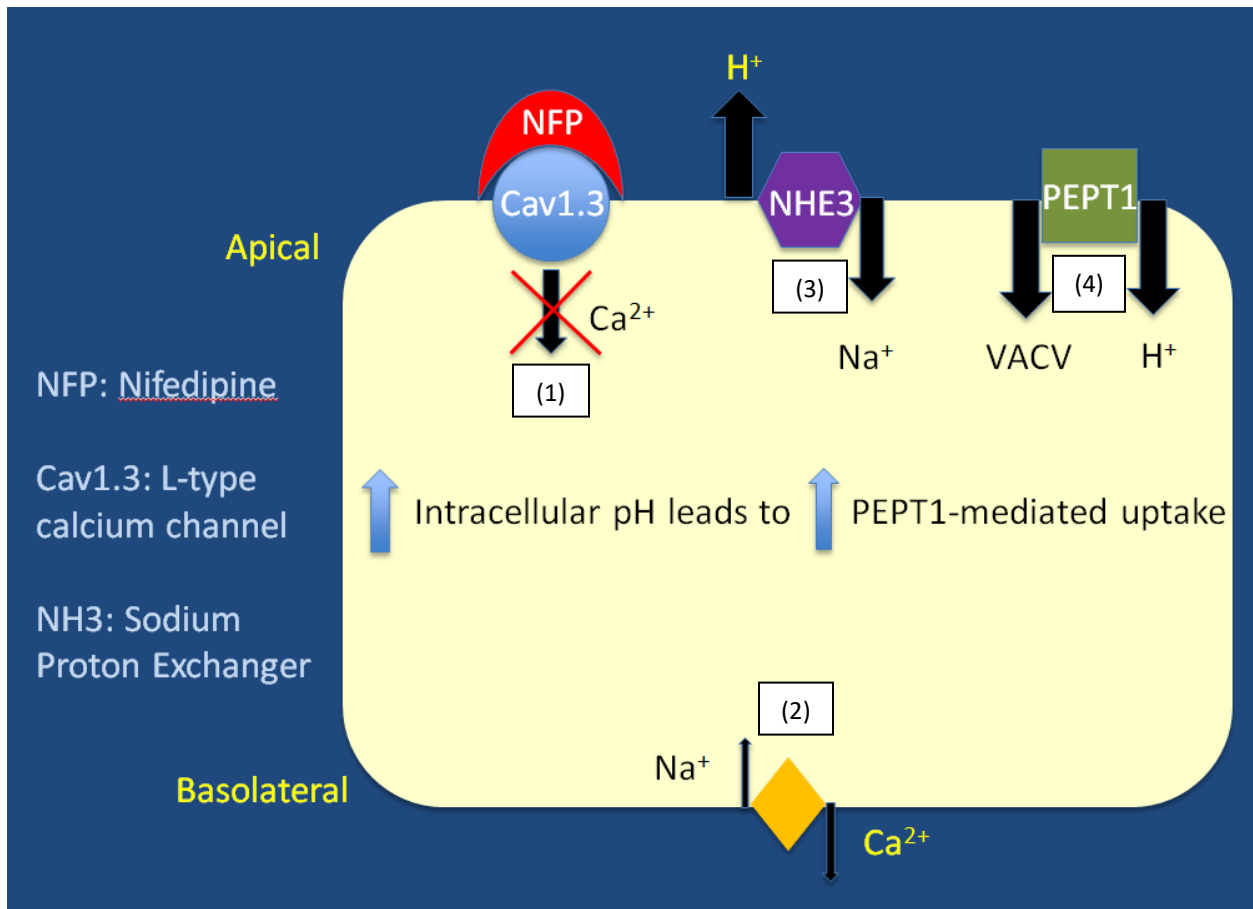 H⁺
NFP
Cav1.3
NHE3
PEPT1
Apical
(3)
(4)
Ca²⁺
Na⁺
VACV
H⁺
(1)
NFP: Nifedipine
Cav1.3: L-type
calcium channel
Intracellular pH leads to
PEPT1-mediated uptake
NH3: Sodium
Proton Exchanger
(2)
Na⁺
Basolateral
Ca²⁺